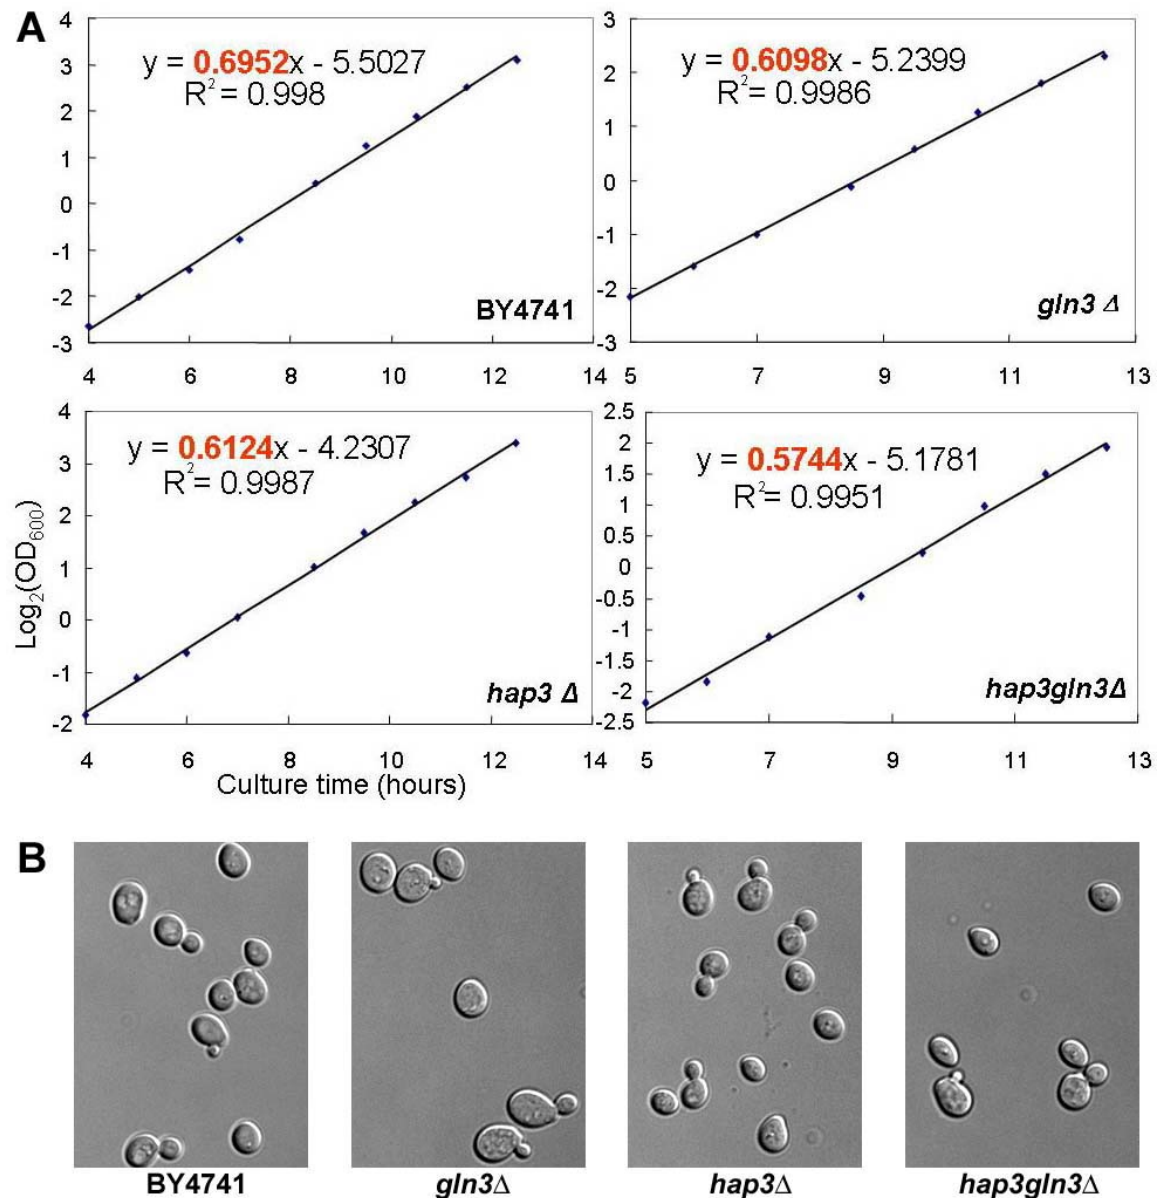 A
4
3
2
1
0
-1
-2
-3
y = 0.6952x - 5.5027
R²= 0.998
BY4741
4 6 8 10 12 14
3
2
1
0
-1
-2
-3
y = 0.6098x - 5.2399
R²= 0.9986
gln3 Δ
5 7 9 11 13
Log₂(OD₆₀₀)
4
3
2
1
0
-1
-2
y = 0.6124x - 4.2307
R²= 0.9987
hap3 Δ
4 6 8 10 12 14
Culture time (hours)
2.5
2
1.5
1
0.5
0
-0.5
-1
-1.5
-2
-2.5
y = 0.5744x - 5.1781
R²= 0.9951
hap3gln3Δ
5 7 9 11 13
B
BY4741 gln3Δ hap3Δ hap3gln3Δ